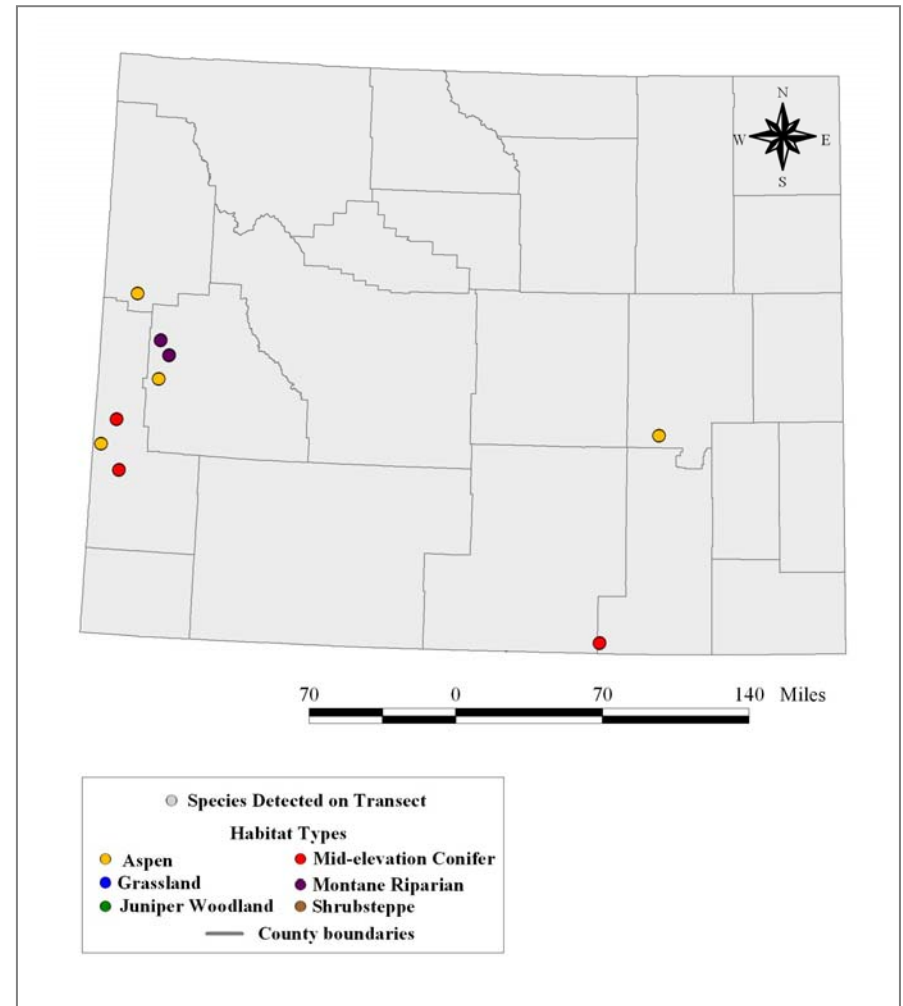 N
W E
S
70 0 70 140 Miles
Species Detected on Transect
Habitat Types
Aspen Mid-elevation Conifer
Grassland Montane Riparian
Juniper Woodland Shrubsteppe
County boundaries